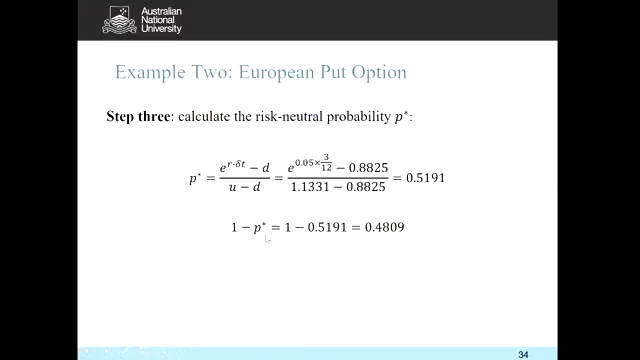 Australian
National
University
Example Two: European Put Option
Step three: calculate the risk-neutral probability p*:
p* = (e^{r·δt} − d)/(u − d) = (e^{0.05×3/12} − 0.8825)/(1.1331 − 0.8825) = 0.5191
1 − p* = 1 − 0.5191 = 0.4809
34